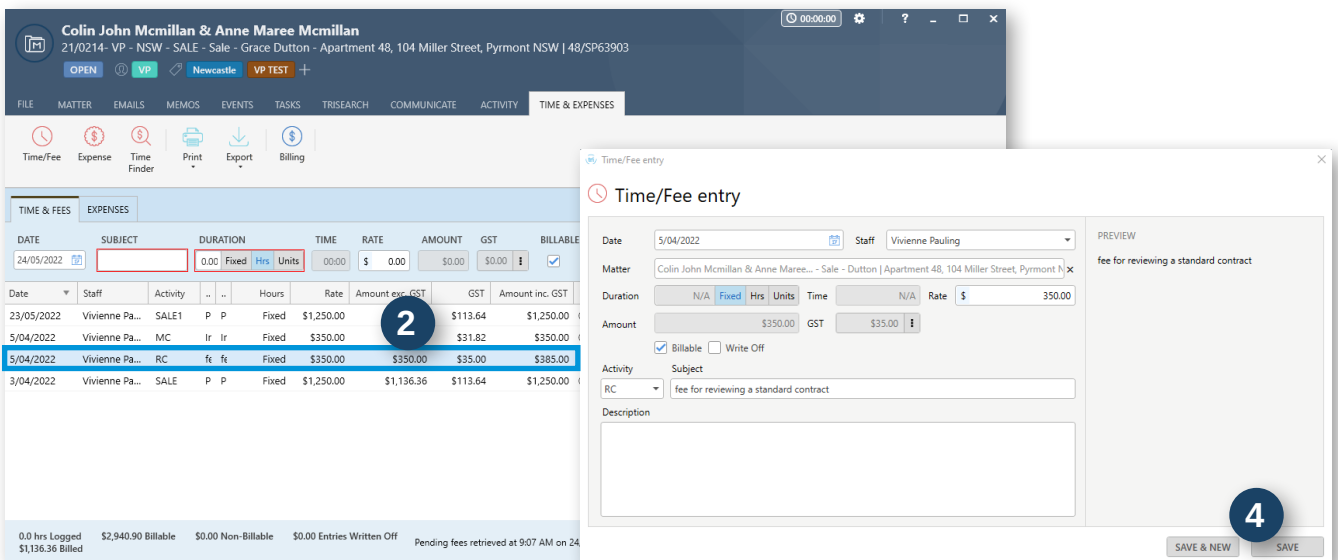 Colin John Mcmillan & Anne Maree Mcmillan
00:00:00 ?
21/0214- VP - NSW - SALE - Sale - Grace Dutton - Apartment 48, 104 Miller Street, Pyrmont NSW | 48/SP63903
OPEN VP Newcastle VP TEST
FILE MATTER EMAILS MEMOS EVENTS TASKS TRISEARCH COMMUNICATE ACTIVITY TIME & EXPENSES
Time/Fee Expense Time Finder Print Export Billing
TIME & FEES EXPENSES
DATE SUBJECT DURATION TIME RATE AMOUNT GST BILLABLE
24/05/2022 0.00 Fixed Hrs Units 00:00 $ 0.00 $0.00 $0.00
Date Staff Activity .. .. Hours Rate Amount exc. GST GST Amount inc. GST
23/05/2022 Vivienne Pa... SALE1 P P Fixed $1,250.00 $113.64 $1,250.00
5/04/2022 Vivienne Pa... MC Ir Ir Fixed $350.00 $31.82 $350.00
2
5/04/2022 Vivienne Pa... RC fe fe Fixed $350.00 $350.00 $35.00 $385.00
3/04/2022 Vivienne Pa... SALE P P Fixed $1,250.00 $1,136.36 $113.64 $1,250.00
0.0 hrs Logged $2,940.90 Billable $0.00 Non-Billable $0.00 Entries Written Off
$1,136.36 Billed
Pending fees retrieved at 9:07 AM on 24
Time/Fee entry
Time/Fee entry
Date 5/04/2022 Staff Vivienne Pauling
Matter Colin John Mcmillan & Anne Maree... - Sale - Dutton | Apartment 48, 104 Miller Street, Pyrmont N
Duration N/A Fixed Hrs Units Time N/A Rate $ 350.00
Amount $350.00 GST $35.00
Billable Write Off
Activity Subject
RC fee for reviewing a standard contract
Description
PREVIEW
fee for reviewing a standard contract
4
SAVE & NEW SAVE